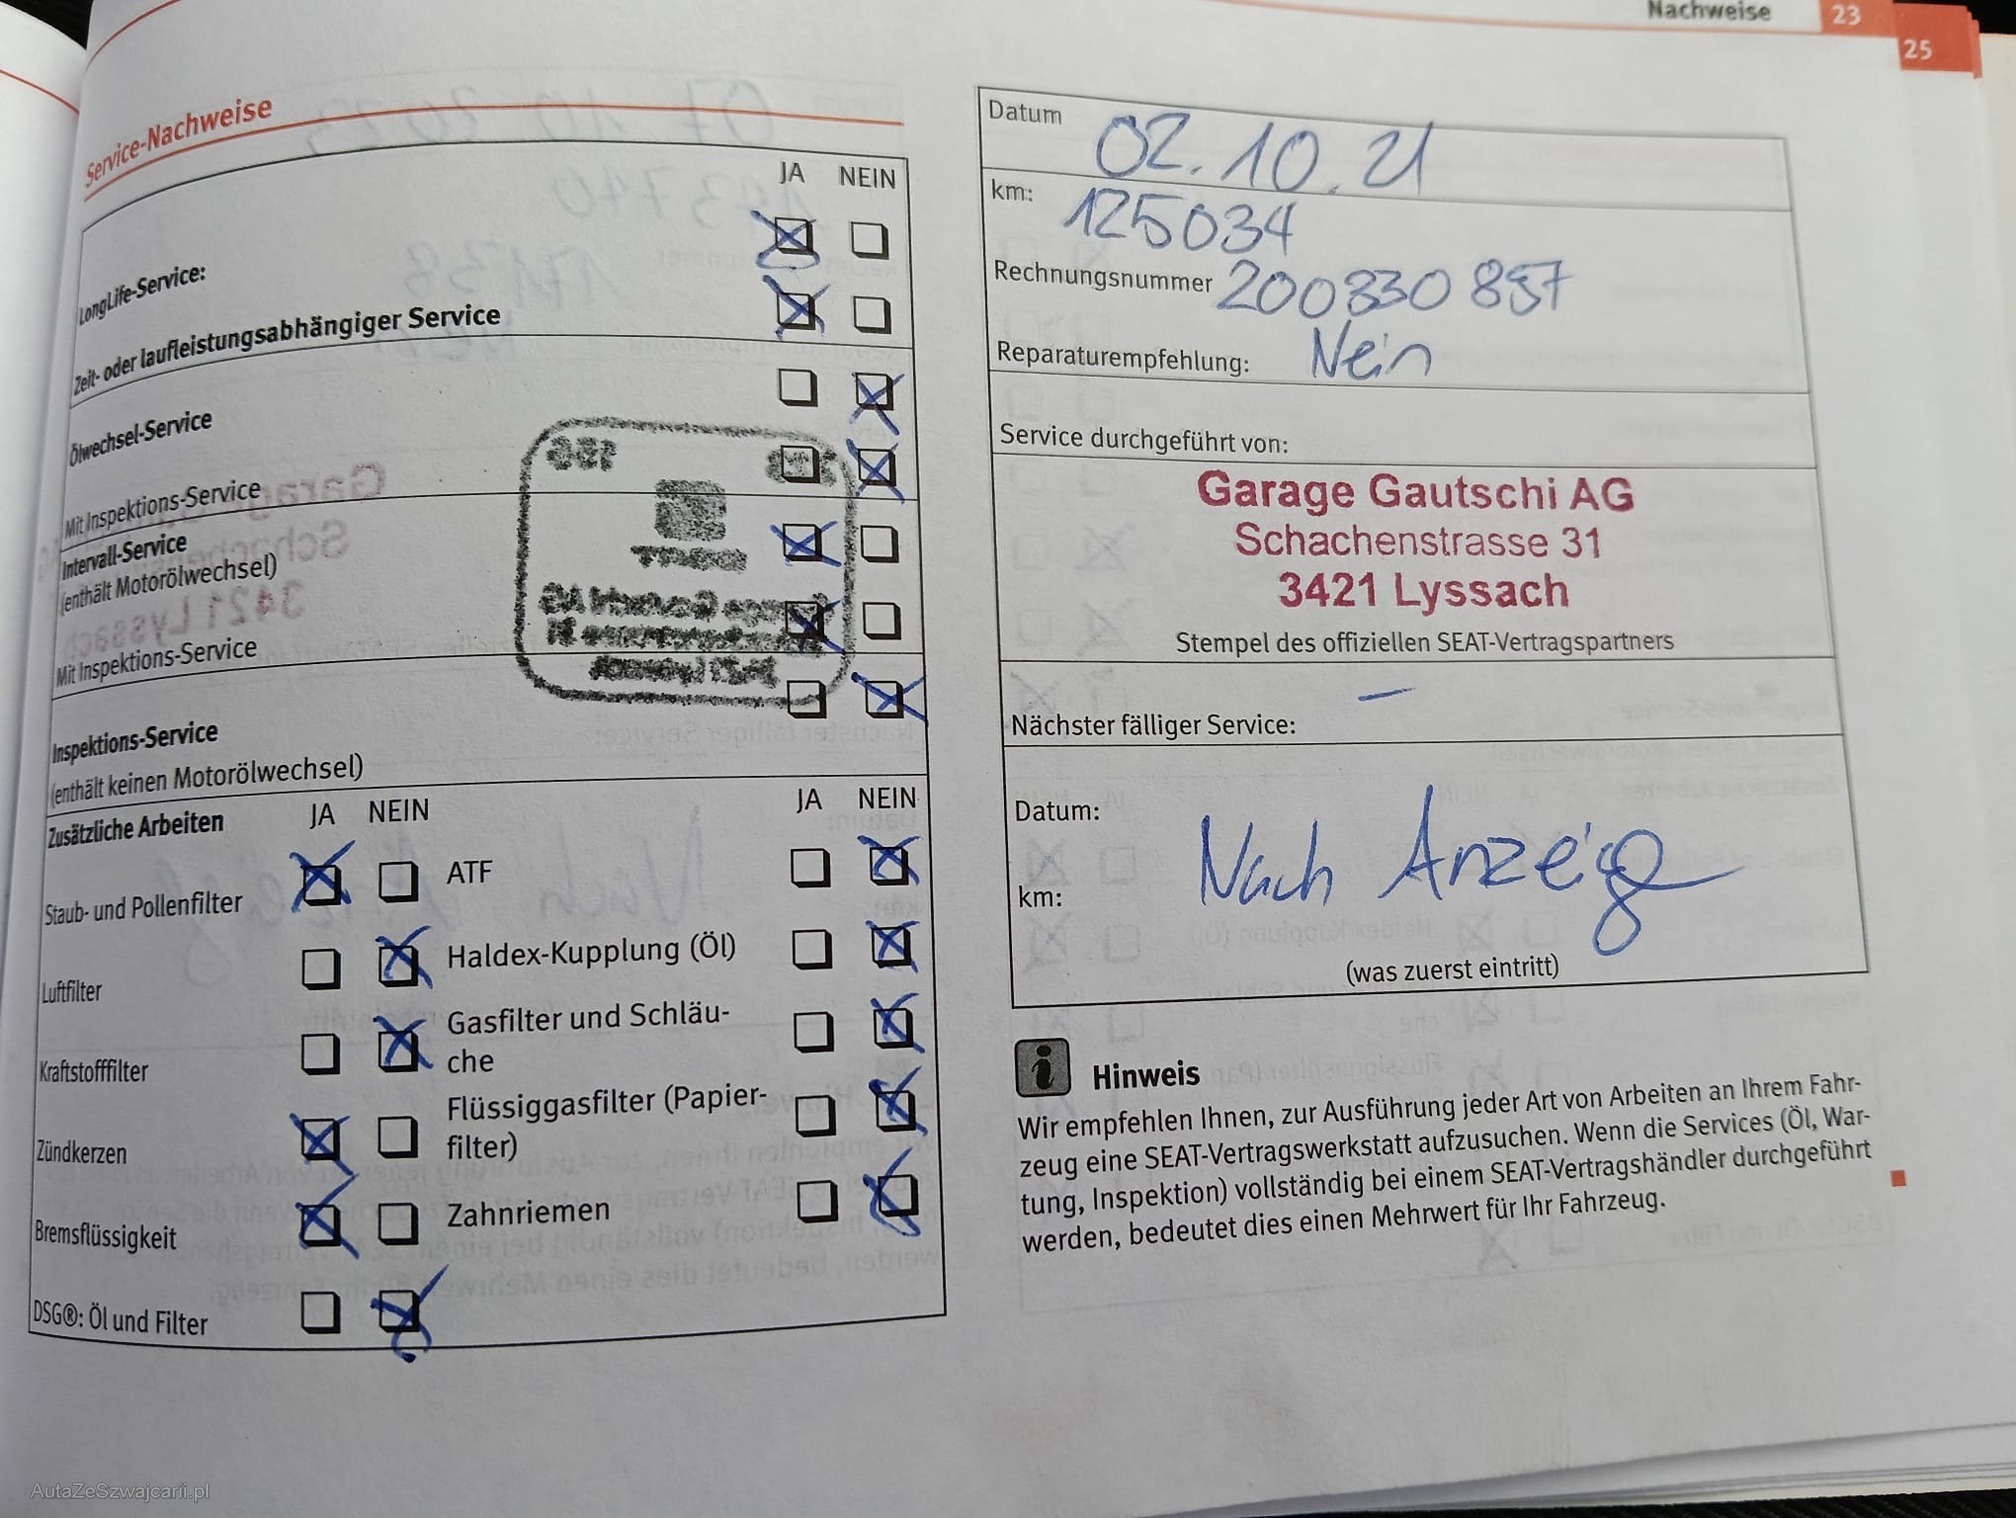 Nachweise 23
25
Service-Nachweise
JA NEIN
LongLife-Service:
Zeit- oder laufleistungsabhängiger Service
Ölwechsel-Service
Mit Inspektions-Service
Intervall-Service
(enthält Motorölwechsel)
Mit Inspektions-Service
Inspektions-Service
(enthält keinen Motorölwechsel)
Zusätzliche Arbeiten JA NEIN JA NEIN
Staub- und Pollenfilter ATF
Luftfilter Haldex-Kupplung (Öl)
Kraftstofffilter Gasfilter und Schläu-
che
Zündkerzen Flüssiggasfilter (Papier-
filter)
Bremsflüssigkeit Zahnriemen
DSG®: Öl und Filter
Datum 02.10.21
km: 125034
Rechnungsnummer 200330897
Reparaturempfehlung: Nein
Service durchgeführt von:
Garage Gautschi AG
Schachenstrasse 31
3421 Lyssach
Stempel des offiziellen SEAT-Vertragspartners
Nächster fälliger Service: –
Datum:
Nach Anzeige
km:
(was zuerst eintritt)
i Hinweis
Wir empfehlen Ihnen, zur Ausführung jeder Art von Arbeiten an Ihrem Fahr-
zeug eine SEAT-Vertragswerkstatt aufzusuchen. Wenn die Services (Öl, War-
tung, Inspektion) vollständig bei einem SEAT-Vertragshändler durchgeführt
werden, bedeutet dies einen Mehrwert für Ihr Fahrzeug.
AutaZeSzwajcarii.pl